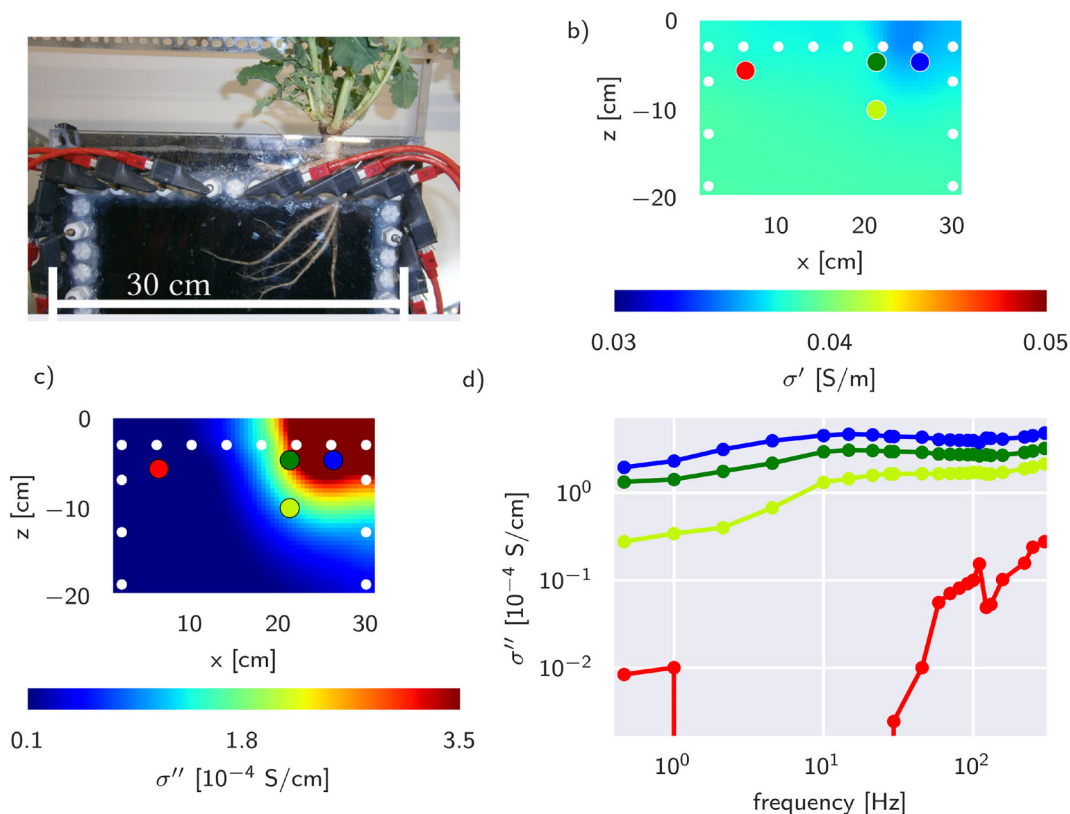 30 cm
b)
0
−10
−20
z [cm]
10
20
30
x [cm]
0.03
0.04
0.05
σ′ [S/m]
c)
0
−10
−20
z [cm]
10
20
30
x [cm]
0.1
1.8
3.5
σ′′ [10⁻⁴ S/cm]
d)
10⁰
10⁻¹
10⁻²
σ′′ [10⁻⁴ S/cm]
10⁰
10¹
10²
frequency [Hz]